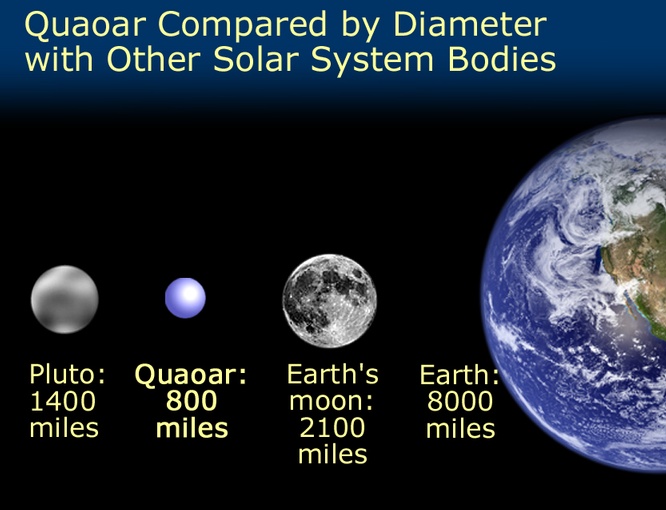 Quaoar Compared by Diameter
with Other Solar System Bodies
Pluto:
1400
miles
Quaoar:
800
miles
Earth's
moon:
2100
miles
Earth:
8000
miles